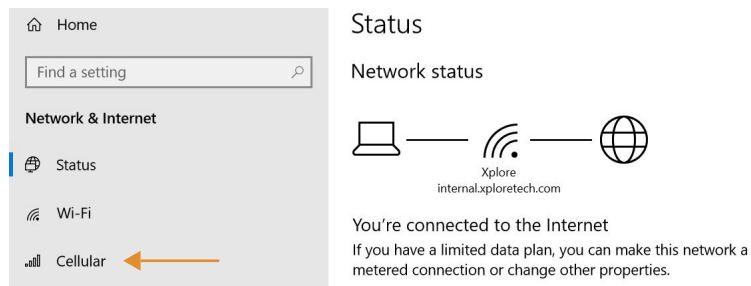 Home
Find a setting
Network & Internet
Status
Wi-Fi
Cellular
Status
Network status
Xplore
internal.xploretech.com
You're connected to the Internet
If you have a limited data plan, you can make this network a
metered connection or change other properties.